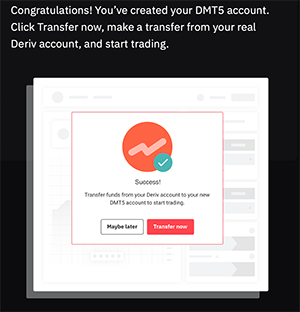 Congratulations! You've created your DMT5 account.
Click Transfer now, make a transfer from your real
Deriv account, and start trading.
Success!
Transfer funds from your Deriv account to your new
DMT5 account to start trading.
Maybe later
Transfer now